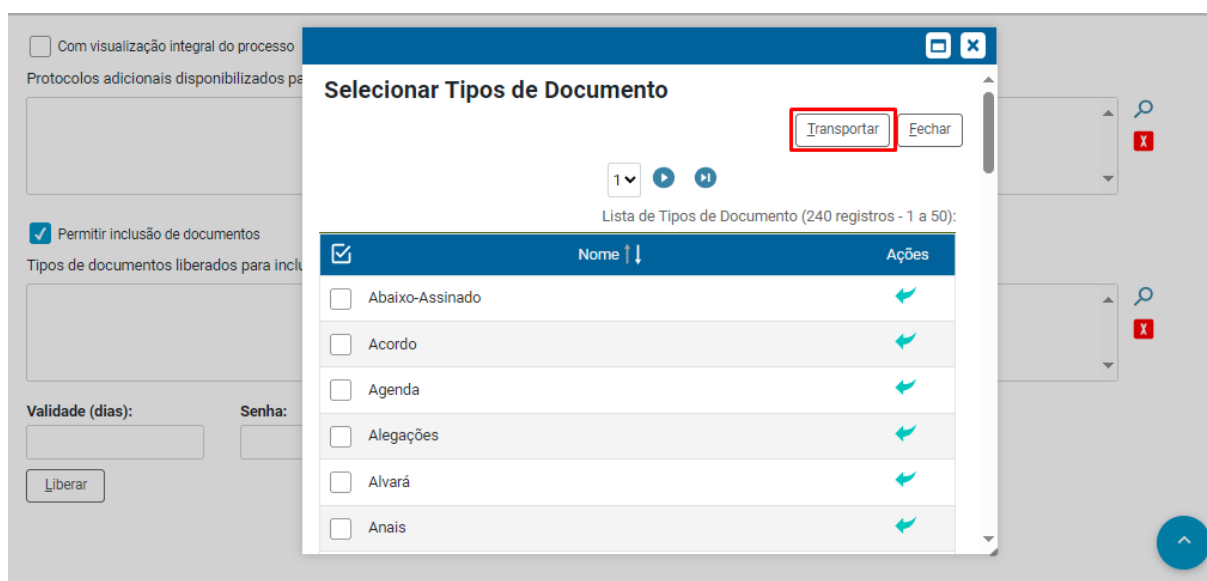 Com visualização integral do processo
Protocolos adicionais disponibilizados pa
Selecionar Tipos de Documento
Transportar
Fechar
1
Lista de Tipos de Documento (240 registros - 1 a 50):
Permitir inclusão de documentos
Tipos de documentos liberados para inclu
Nome
Ações
Abaixo-Assinado
Acordo
Agenda
Alegações
Alvará
Anais
Validade (dias):
Senha:
Liberar